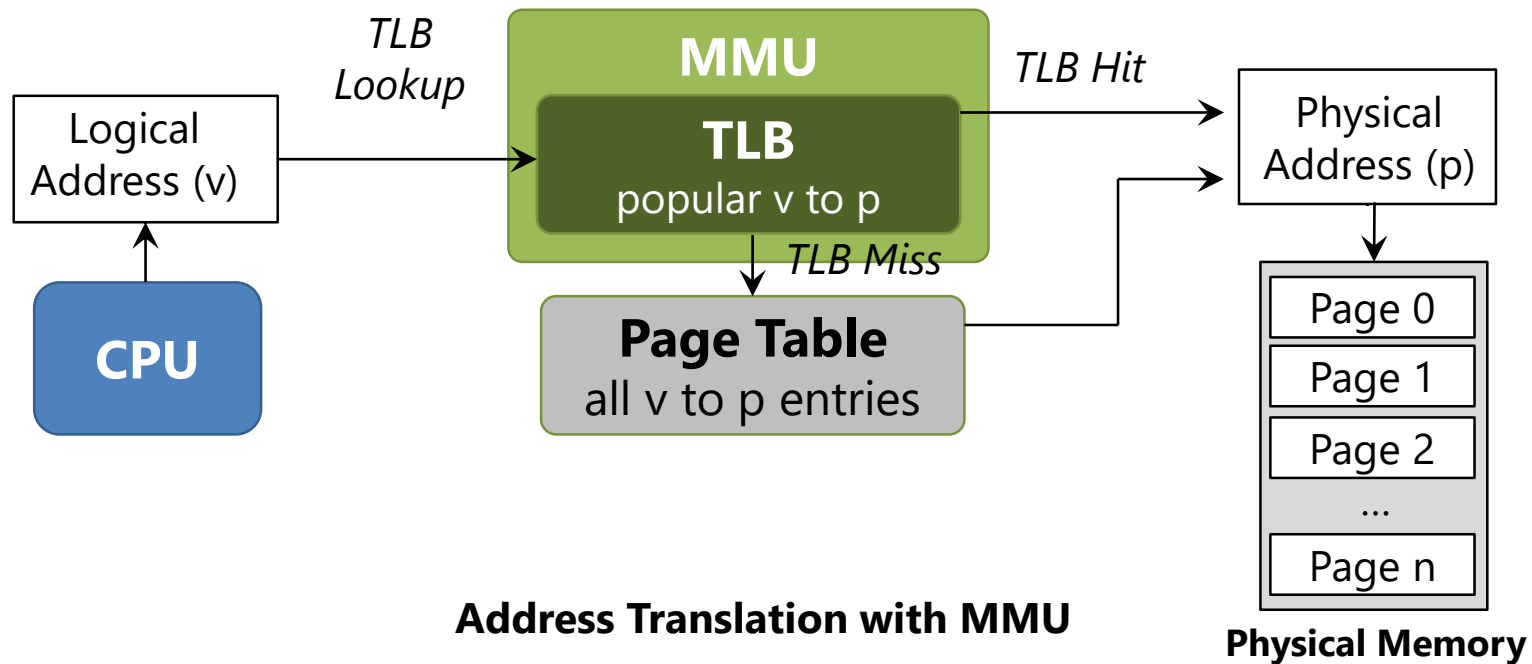 TLB
Lookup
MMU
TLB Hit
Logical
Address (v)
TLB
popular v to p
Physical
Address (p)
TLB Miss
CPU
Page Table
all v to p entries
Page 0
Page 1
Page 2
...
Page n
Address Translation with MMU
Physical Memory